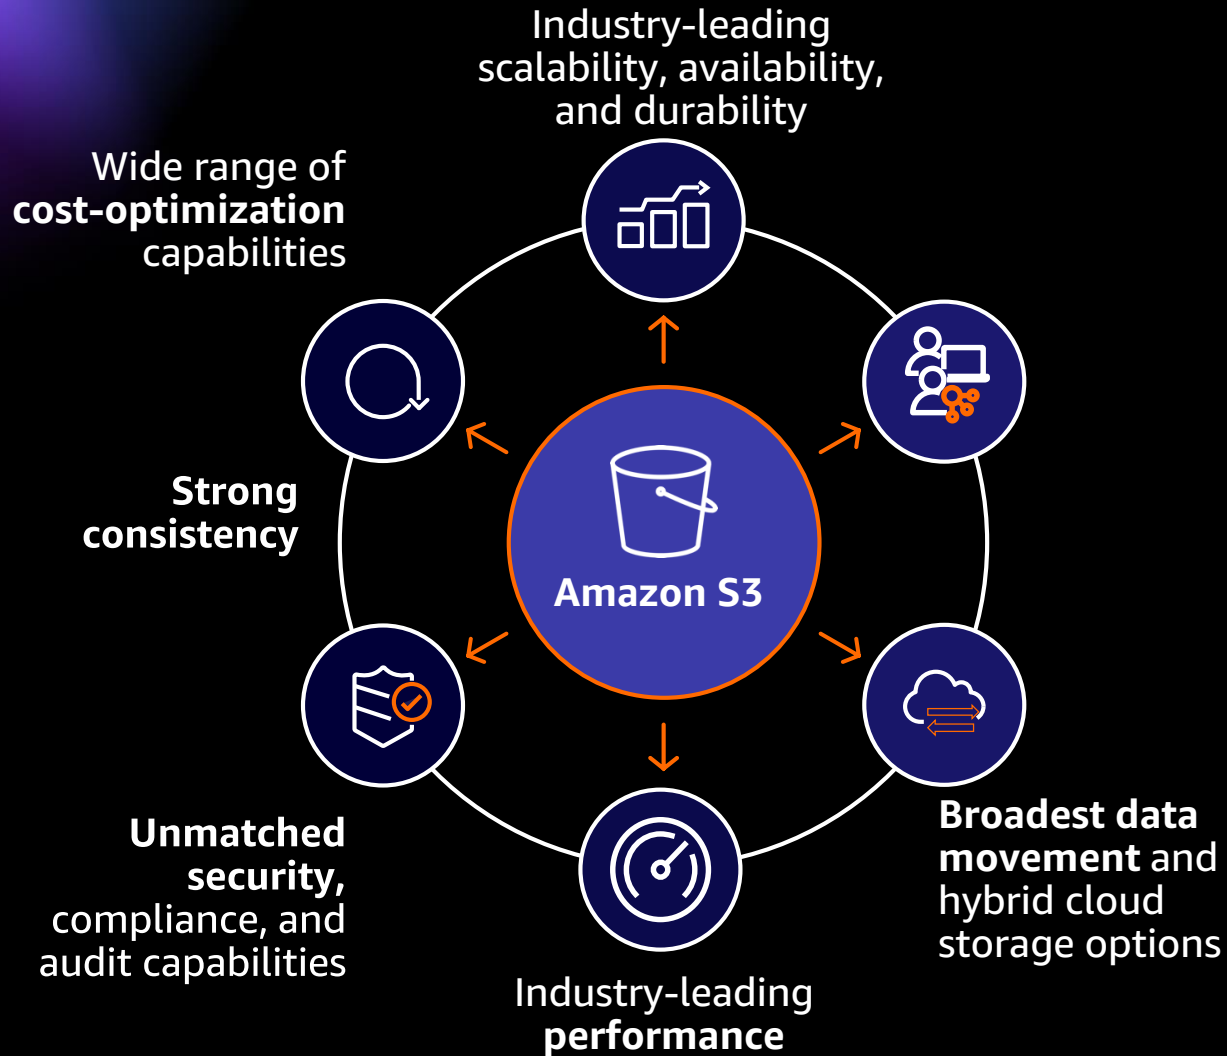 Industry-leading
scalability, availability,
and durability
Wide range of
cost-optimization
capabilities
Strong
consistency
Amazon S3
Unmatched
security,
compliance, and
audit capabilities
Broadest data
movement and
hybrid cloud
storage options
Industry-leading
performance